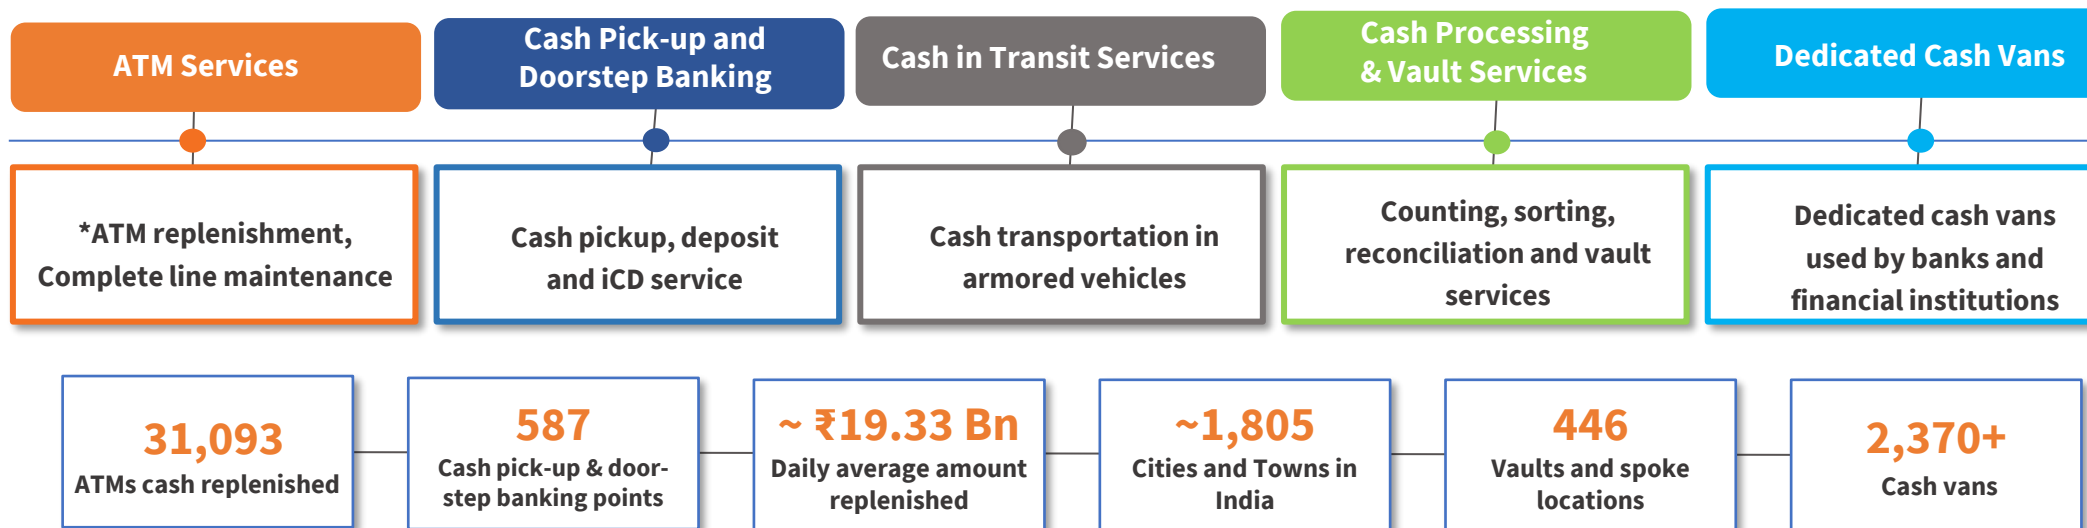 ATM Services
Cash Pick-up and
Doorstep Banking
Cash in Transit Services
Cash Processing
& Vault Services
Dedicated Cash Vans
*ATM replenishment,
Complete line maintenance
Cash pickup, deposit
and iCD service
Cash transportation in
armored vehicles
Counting, sorting,
reconciliation and vault
services
Dedicated cash vans
used by banks and
financial institutions
31,093
ATMs cash replenished
587
Cash pick-up & door-
step banking points
~ ₹19.33 Bn
Daily average amount
replenished
~1,805
Cities and Towns in
India
446
Vaults and spoke
locations
2,370+
Cash vans